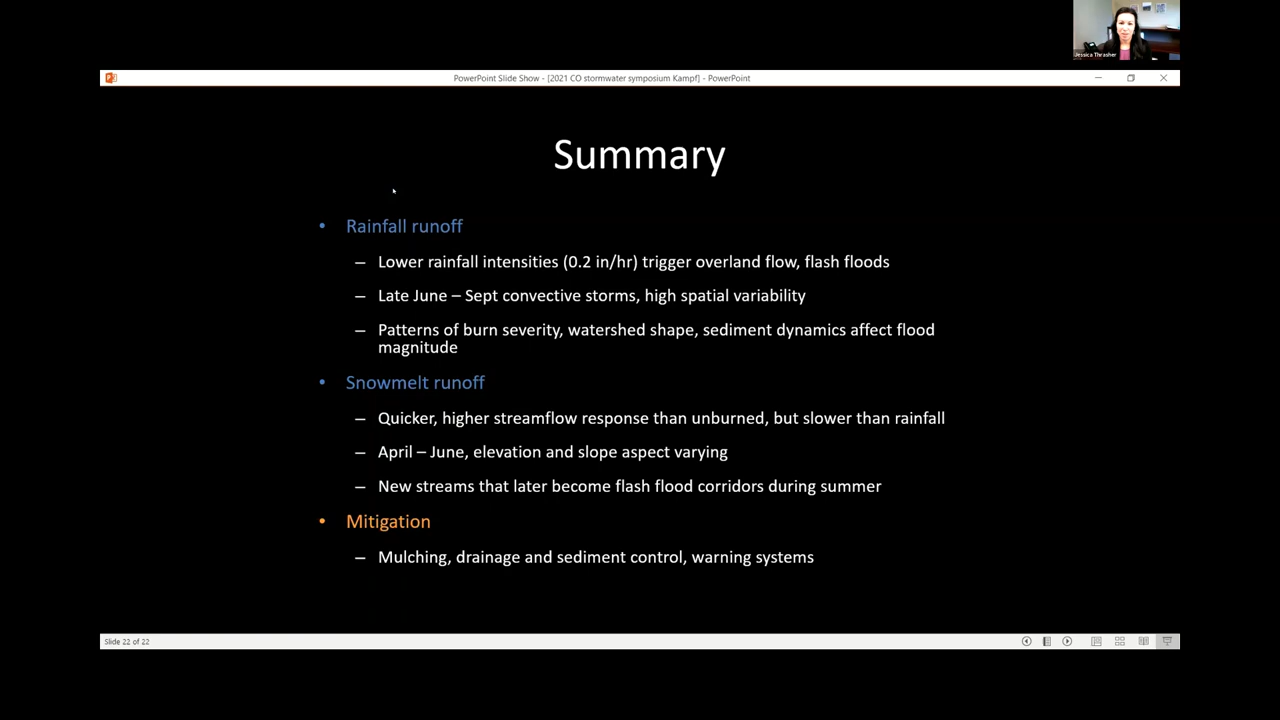 Jessica Thrasher
PowerPoint Slide Show - [2021 CO stormwater symposium Kampf] - PowerPoint
Summary
• Rainfall runoff
– Lower rainfall intensities (0.2 in/hr) trigger overland flow, flash floods
– Late June – Sept convective storms, high spatial variability
– Patterns of burn severity, watershed shape, sediment dynamics affect flood
magnitude
• Snowmelt runoff
– Quicker, higher streamflow response than unburned, but slower than rainfall
– April – June, elevation and slope aspect varying
– New streams that later become flash flood corridors during summer
• Mitigation
– Mulching, drainage and sediment control, warning systems
Slide 22 of 22